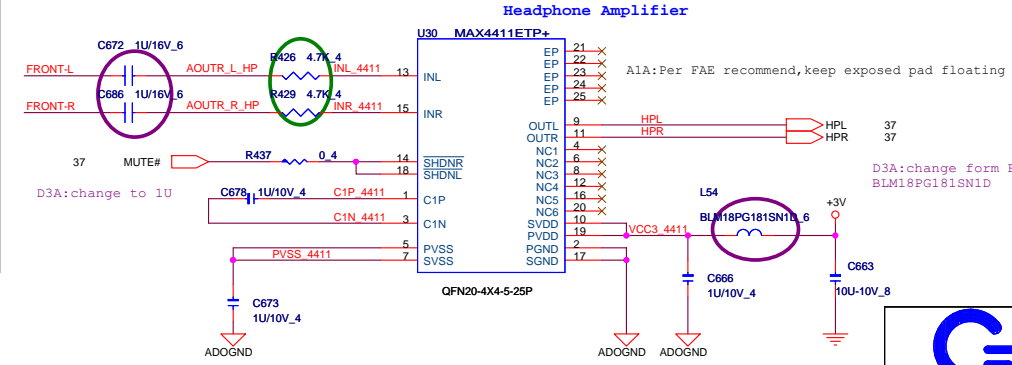 Headphone Amplifier
U30 MAX4411ETP+
C672 1U/16V_6
FRONT-L
AOUTR_L_HP
R426 4.7K_4
INL_4411
13 INL
C686 1U/16V_6
FRONT-R
AOUTR_R_HP
R429 4.7K_4
INR_4411
15 INR
EP 21
EP 22
EP 23
EP 24
EP 25
A1A:Per FAE recommend,keep exposed pad floating
OUTL 9 HPL HPL 37
OUTR 11 HPR HPR 37
37 MUTE# R437 0_4
14 SHDNR
18 SHDNL
D3A:change to 1U
NC1 4
NC2 6
NC3 8
NC4 12
NC5 16
NC6 20
D3A:change form
BLM18PG181SN1D
C678 1U/10V_4
C1P_4411 1 C1P
C1N_4411 3 C1N
SVDD 10
PVDD 19
VCC3_4411
L54
BLM18PG181SN1D_6
+3V
PGND 2
SGND 17
5 PVSS
PVSS_4411 7 SVSS
C666
1U/10V_4
C663
10U-10V_8
QFN20-4X4-5-25P
C673
1U/10V_4
ADOGND
ADOGND
ADOGND